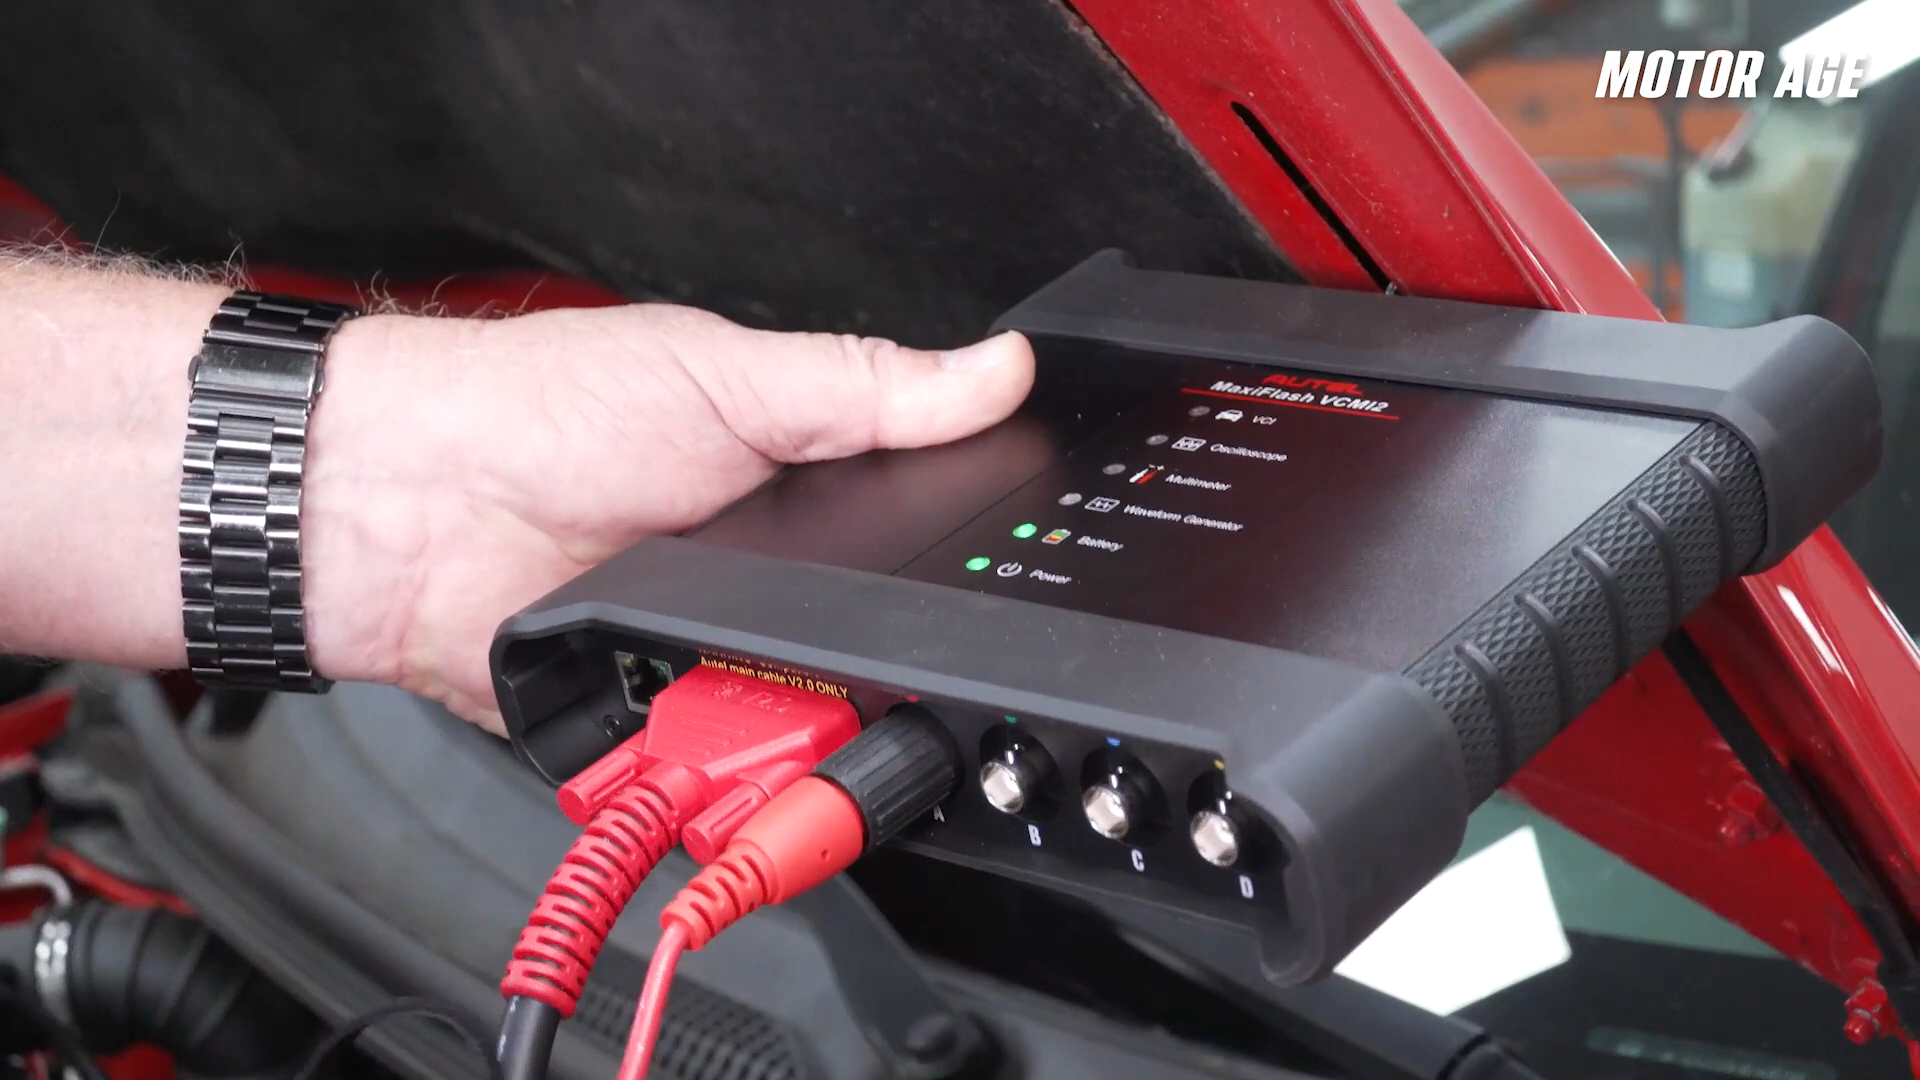 MOTOR AGE
AUTEL
MaxiFlash VCMI2
VCI
Oscilloscope
Multimeter
Waveform Generator
Battery
Power
Autel main cable V2.0 ONLY
A
B
C
D